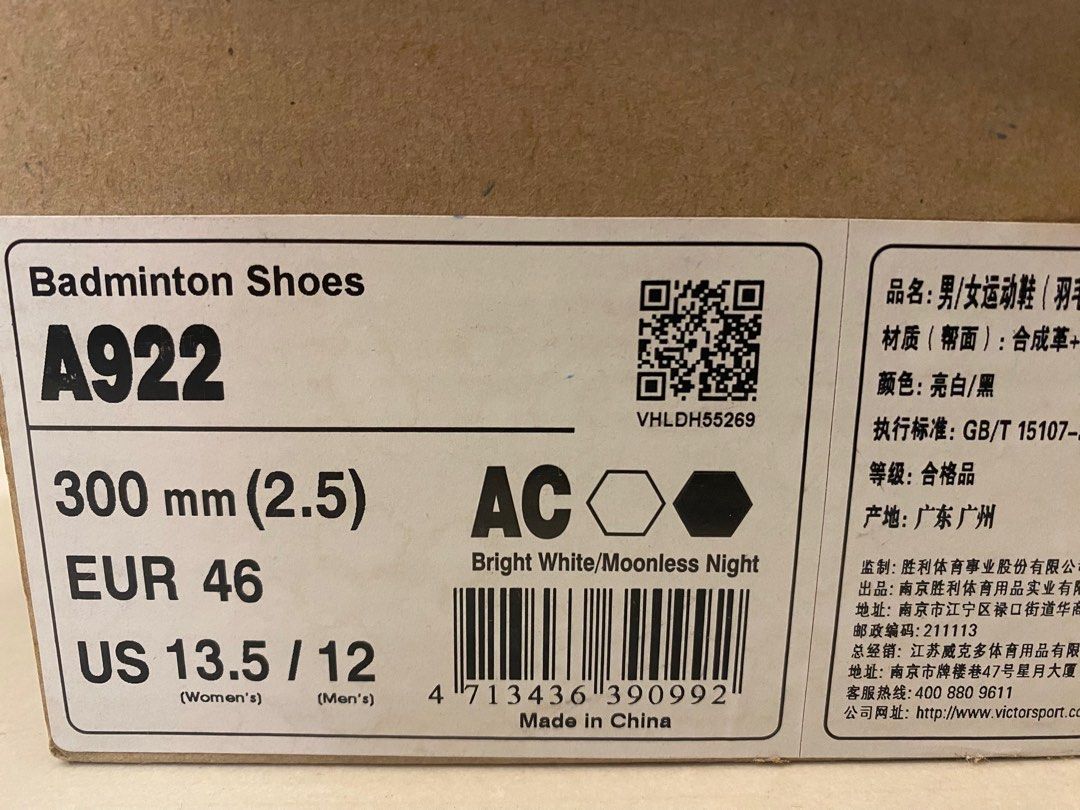 Badminton Shoes
A922
VHLDH55269
300 mm (2.5)
EUR 46
US 13.5 / 12
(Women's) (Men's)
AC
Bright White/Moonless Night
4 713436 390992
Made in China
品名: 男/女运动鞋 ( 羽毛
材质 ( 帮面 ) : 合成革+
颜色: 亮白/黑
执行标准: GB/T 15107-
等级: 合格品
产地: 广东 广州
监制: 胜利体育事业股份有限公
出品: 南京胜利体育用品实业有限
地址: 南京市江宁区禄口街道华商
邮政编码: 211113
总经销: 江苏威克多体育用品有限
地址: 南京市牌楼巷47号星月大厦
客服热线: 400 880 9611
公司网址: http://www.victorsport.c